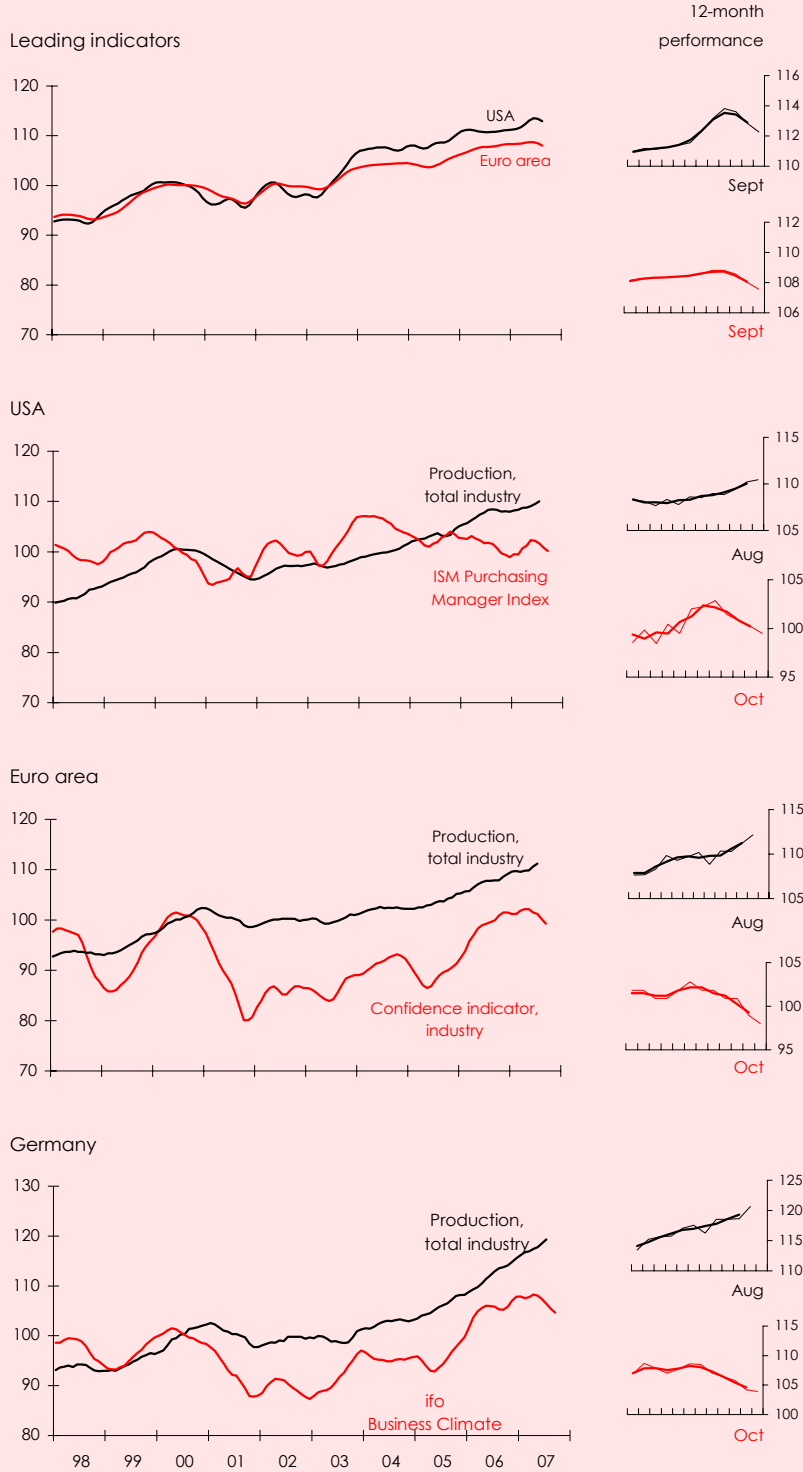 12-month
performance
Leading indicators
120
110
100
90
80
70
USA
Euro area
116
114
112
110
Sept
112
110
108
106
Sept
USA
120
110
100
90
80
70
Production,
total industry
ISM Purchasing
Manager Index
115
110
105
Aug
105
100
95
Oct
Euro area
120
110
100
90
80
70
Production,
total industry
Confidence indicator,
industry
115
110
105
Aug
105
100
95
Oct
Germany
130
120
110
100
90
80
Production,
total industry
ifo
Business Climate
125
120
115
110
Aug
115
110
105
100
Oct
98 99 00 01 02 03 04 05 06 07